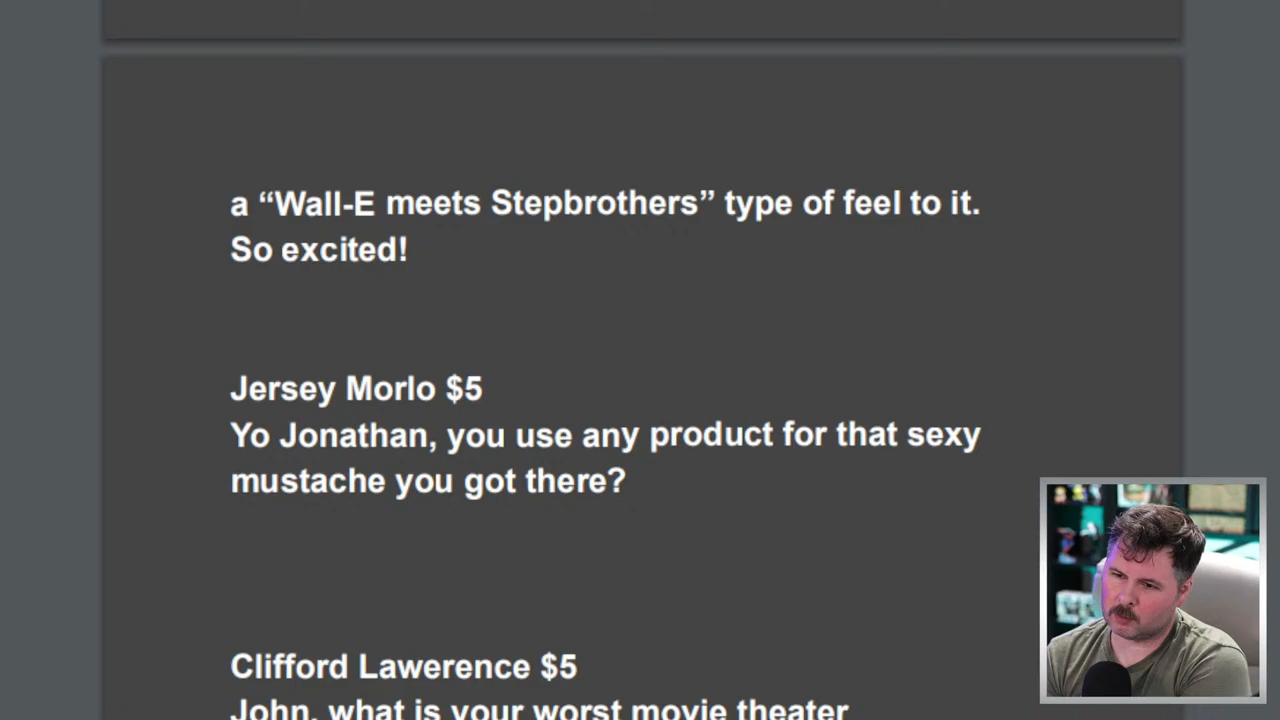 a “Wall-E meets Stepbrothers” type of feel to it.
So excited!
Jersey Morlo $5
Yo Jonathan, you use any product for that sexy
mustache you got there?
Clifford Lawerence $5
John, what is your worst movie theater